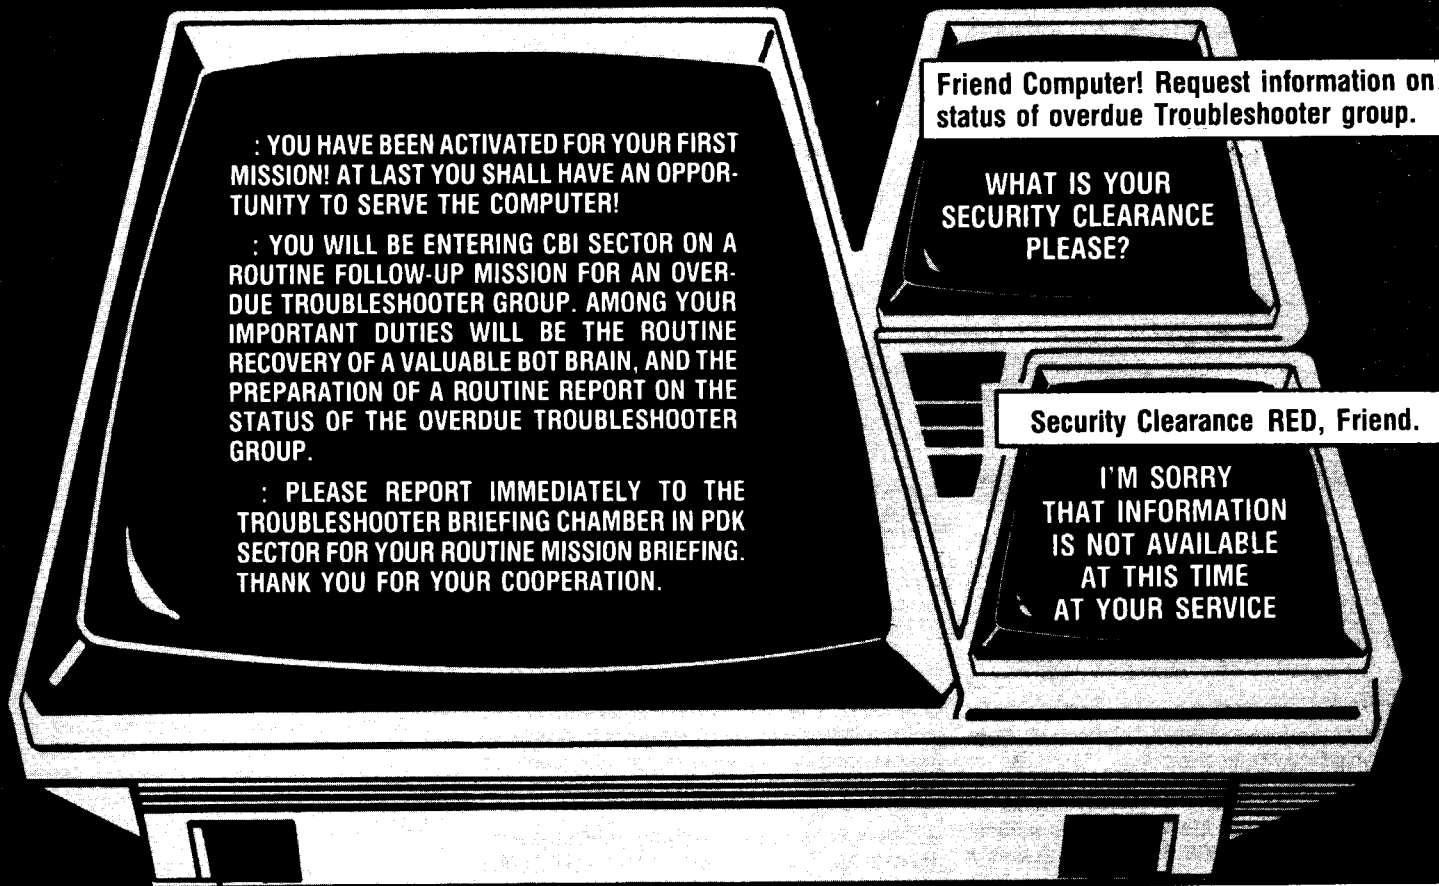 : YOU HAVE BEEN ACTIVATED FOR YOUR FIRST
MISSION! AT LAST YOU SHALL HAVE AN OPPOR-
TUNITY TO SERVE THE COMPUTER!
: YOU WILL BE ENTERING CBI SECTOR ON A
ROUTINE FOLLOW-UP MISSION FOR AN OVER-
DUE TROUBLESHOOTER GROUP. AMONG YOUR
IMPORTANT DUTIES WILL BE THE ROUTINE
RECOVERY OF A VALUABLE BOT BRAIN, AND THE
PREPARATION OF A ROUTINE REPORT ON THE
STATUS OF THE OVERDUE TROUBLESHOOTER
GROUP.
: PLEASE REPORT IMMEDIATELY TO THE
TROUBLESHOOTER BRIEFING CHAMBER IN PDK
SECTOR FOR YOUR ROUTINE MISSION BRIEFING.
THANK YOU FOR YOUR COOPERATION.
Friend Computer! Request information on
status of overdue Troubleshooter group.
WHAT IS YOUR
SECURITY CLEARANCE
PLEASE?
Security Clearance RED, Friend.
I'M SORRY
THAT INFORMATION
IS NOT AVAILABLE
AT THIS TIME
AT YOUR SERVICE